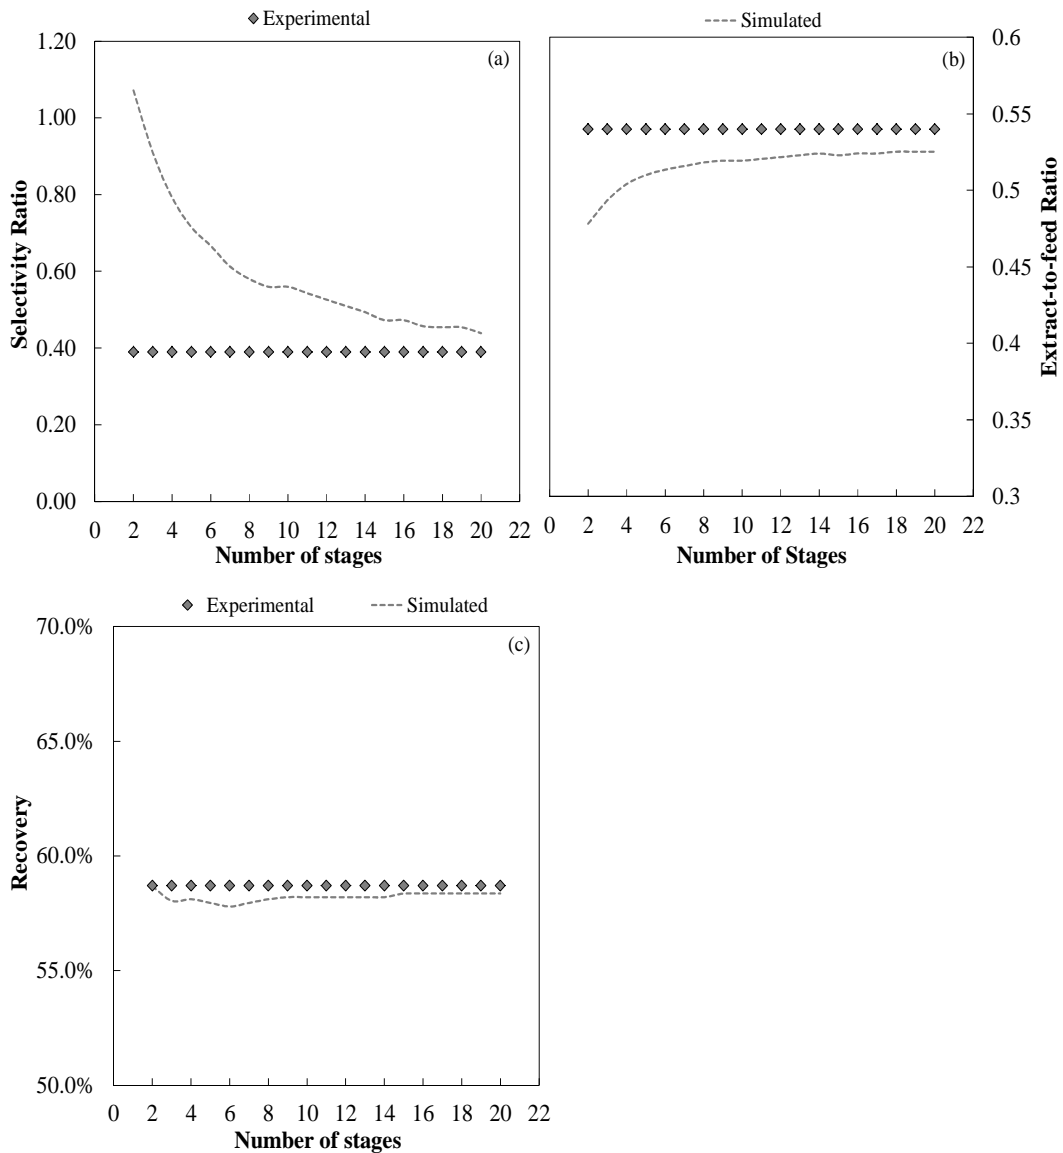 Experimental
Simulated
(a)
1.20
1.00
0.80
0.60
0.40
0.20
0.00
Selectivity Ratio
0 2 4 6 8 10 12 14 16 18 20 22
Number of stages
(b)
0.6
0.55
0.5
0.45
0.4
0.35
0.3
Extract-to-feed Ratio
0 2 4 6 8 10 12 14 16 18 20 22
Number of Stages
Experimental
Simulated
(c)
70.0%
65.0%
60.0%
55.0%
50.0%
Recovery
0 2 4 6 8 10 12 14 16 18 20 22
Number of stages